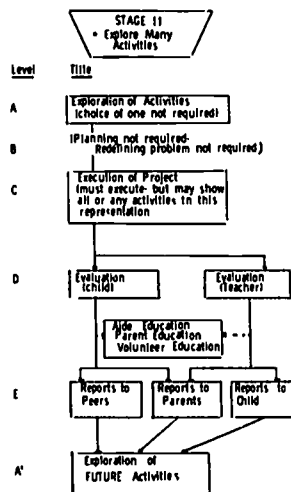 STAGE 11
• Explore Many
Activities
Level Title
A
Exploration of Activities
(choice of one not required)
B
(Planning not required-
Redefining problem not required)
C
Execution of Project
(must execute- but may show
all or any activities in this
representation
D
Evaluation
(child)
Evaluation
(Teacher)
Aide Education
Parent Education
Volunteer Education
E
Reports to
Peers
Reports to
Parents
Reports to
Child
A'
Exploration of
FUTURE Activities